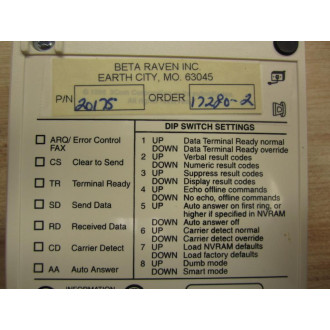 BETA RAVEN INC.
EARTH CITY, MO. 63045
P/N 20175 ORDER 17280-2
DIP SWITCH SETTINGS
ARQ/ Error Control
FAX
CS Clear to Send
TR Terminal Ready
SD Send Data
RD Received Data
CD Carrier Detect
AA Auto Answer
1 UP Data Terminal Ready normal
DOWN Data Terminal Ready override
2 UP Verbal result codes
DOWN Numeric result codes
3 UP Suppress result codes
DOWN Display result codes
4 UP Echo offline commands
DOWN No echo, offline commands
5 UP Auto answer on first ring, or
higher if specified in NVRAM
DOWN Auto answer off
6 UP Carrier detect normal
DOWN Carrier detect override
7 UP Load NVRAM defaults
DOWN Load factory defaults
8 UP Dumb mode
DOWN Smart mode
INFORMATION